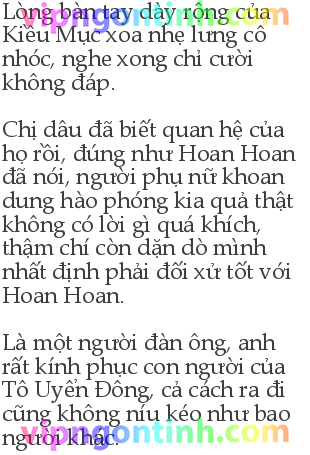 Lòng bàn tay dày rộng của
Kiều Mục xoa nhẹ lưng cô
nhóc, nghe xong chỉ cười
không đáp.
Chị dâu đã biết quan hệ của
họ rồi, đúng như Hoan Hoan
đã nói, người phụ nữ khoan
dung hào phóng kia quả thật
không có lời gì quá khích,
thậm chí còn dặn dò mình
nhất định phải đối xử tốt với
Hoan Hoan.
Là một người đàn ông, anh
rất kính phục con người của
Tô Uyển Đông, cả cách ra đi
cũng không níu kéo như bao
người khác.
vipngontinh.com
vipngontinh.com